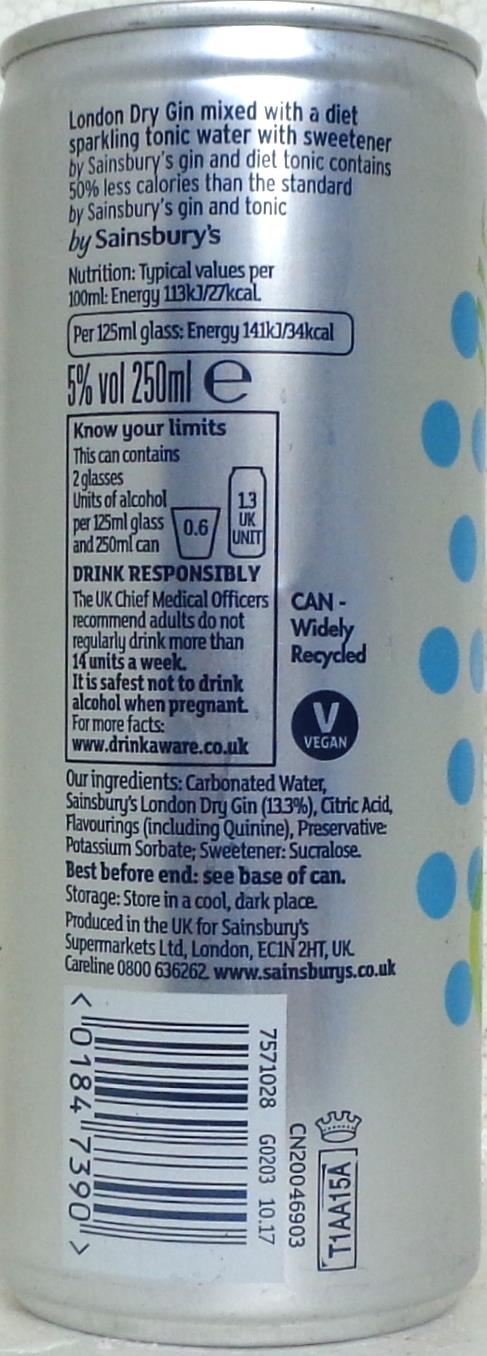 London Dry Gin mixed with a diet
sparkling tonic water with sweetener
by Sainsbury's gin and diet tonic contains
50% less calories than the standard
by Sainsbury's gin and tonic
by Sainsbury's
Nutrition: Typical values per
100ml: Energy 113kJ/27kcal.
Per 125ml glass: Energy 141kJ/34kcal
5% vol 250ml e
Know your limits
This can contains
2 glasses
Units of alcohol
per 125ml glass
and 250ml can
0.6
1.3
UK
UNIT
DRINK RESPONSIBLY
The UK Chief Medical Officers
recommend adults do not
regularly drink more than
14 units a week.
It is safest not to drink
alcohol when pregnant.
For more facts:
www.drinkaware.co.uk
CAN -
Widely
Recycled
V
VEGAN
Our ingredients: Carbonated Water,
Sainsbury's London Dry Gin (13.3%), Citric Acid,
Flavourings (including Quinine), Preservative:
Potassium Sorbate; Sweetener: Sucralose.
Best before end: see base of can.
Storage: Store in a cool, dark place.
Produced in the UK for Sainsbury's
Supermarkets Ltd, London, EC1N 2HT, UK.
Careline 0800 636262. www.sainsburys.co.uk
< 0184 7390 >
7571028 G0203 10.17
CN20046903
T1AA15A